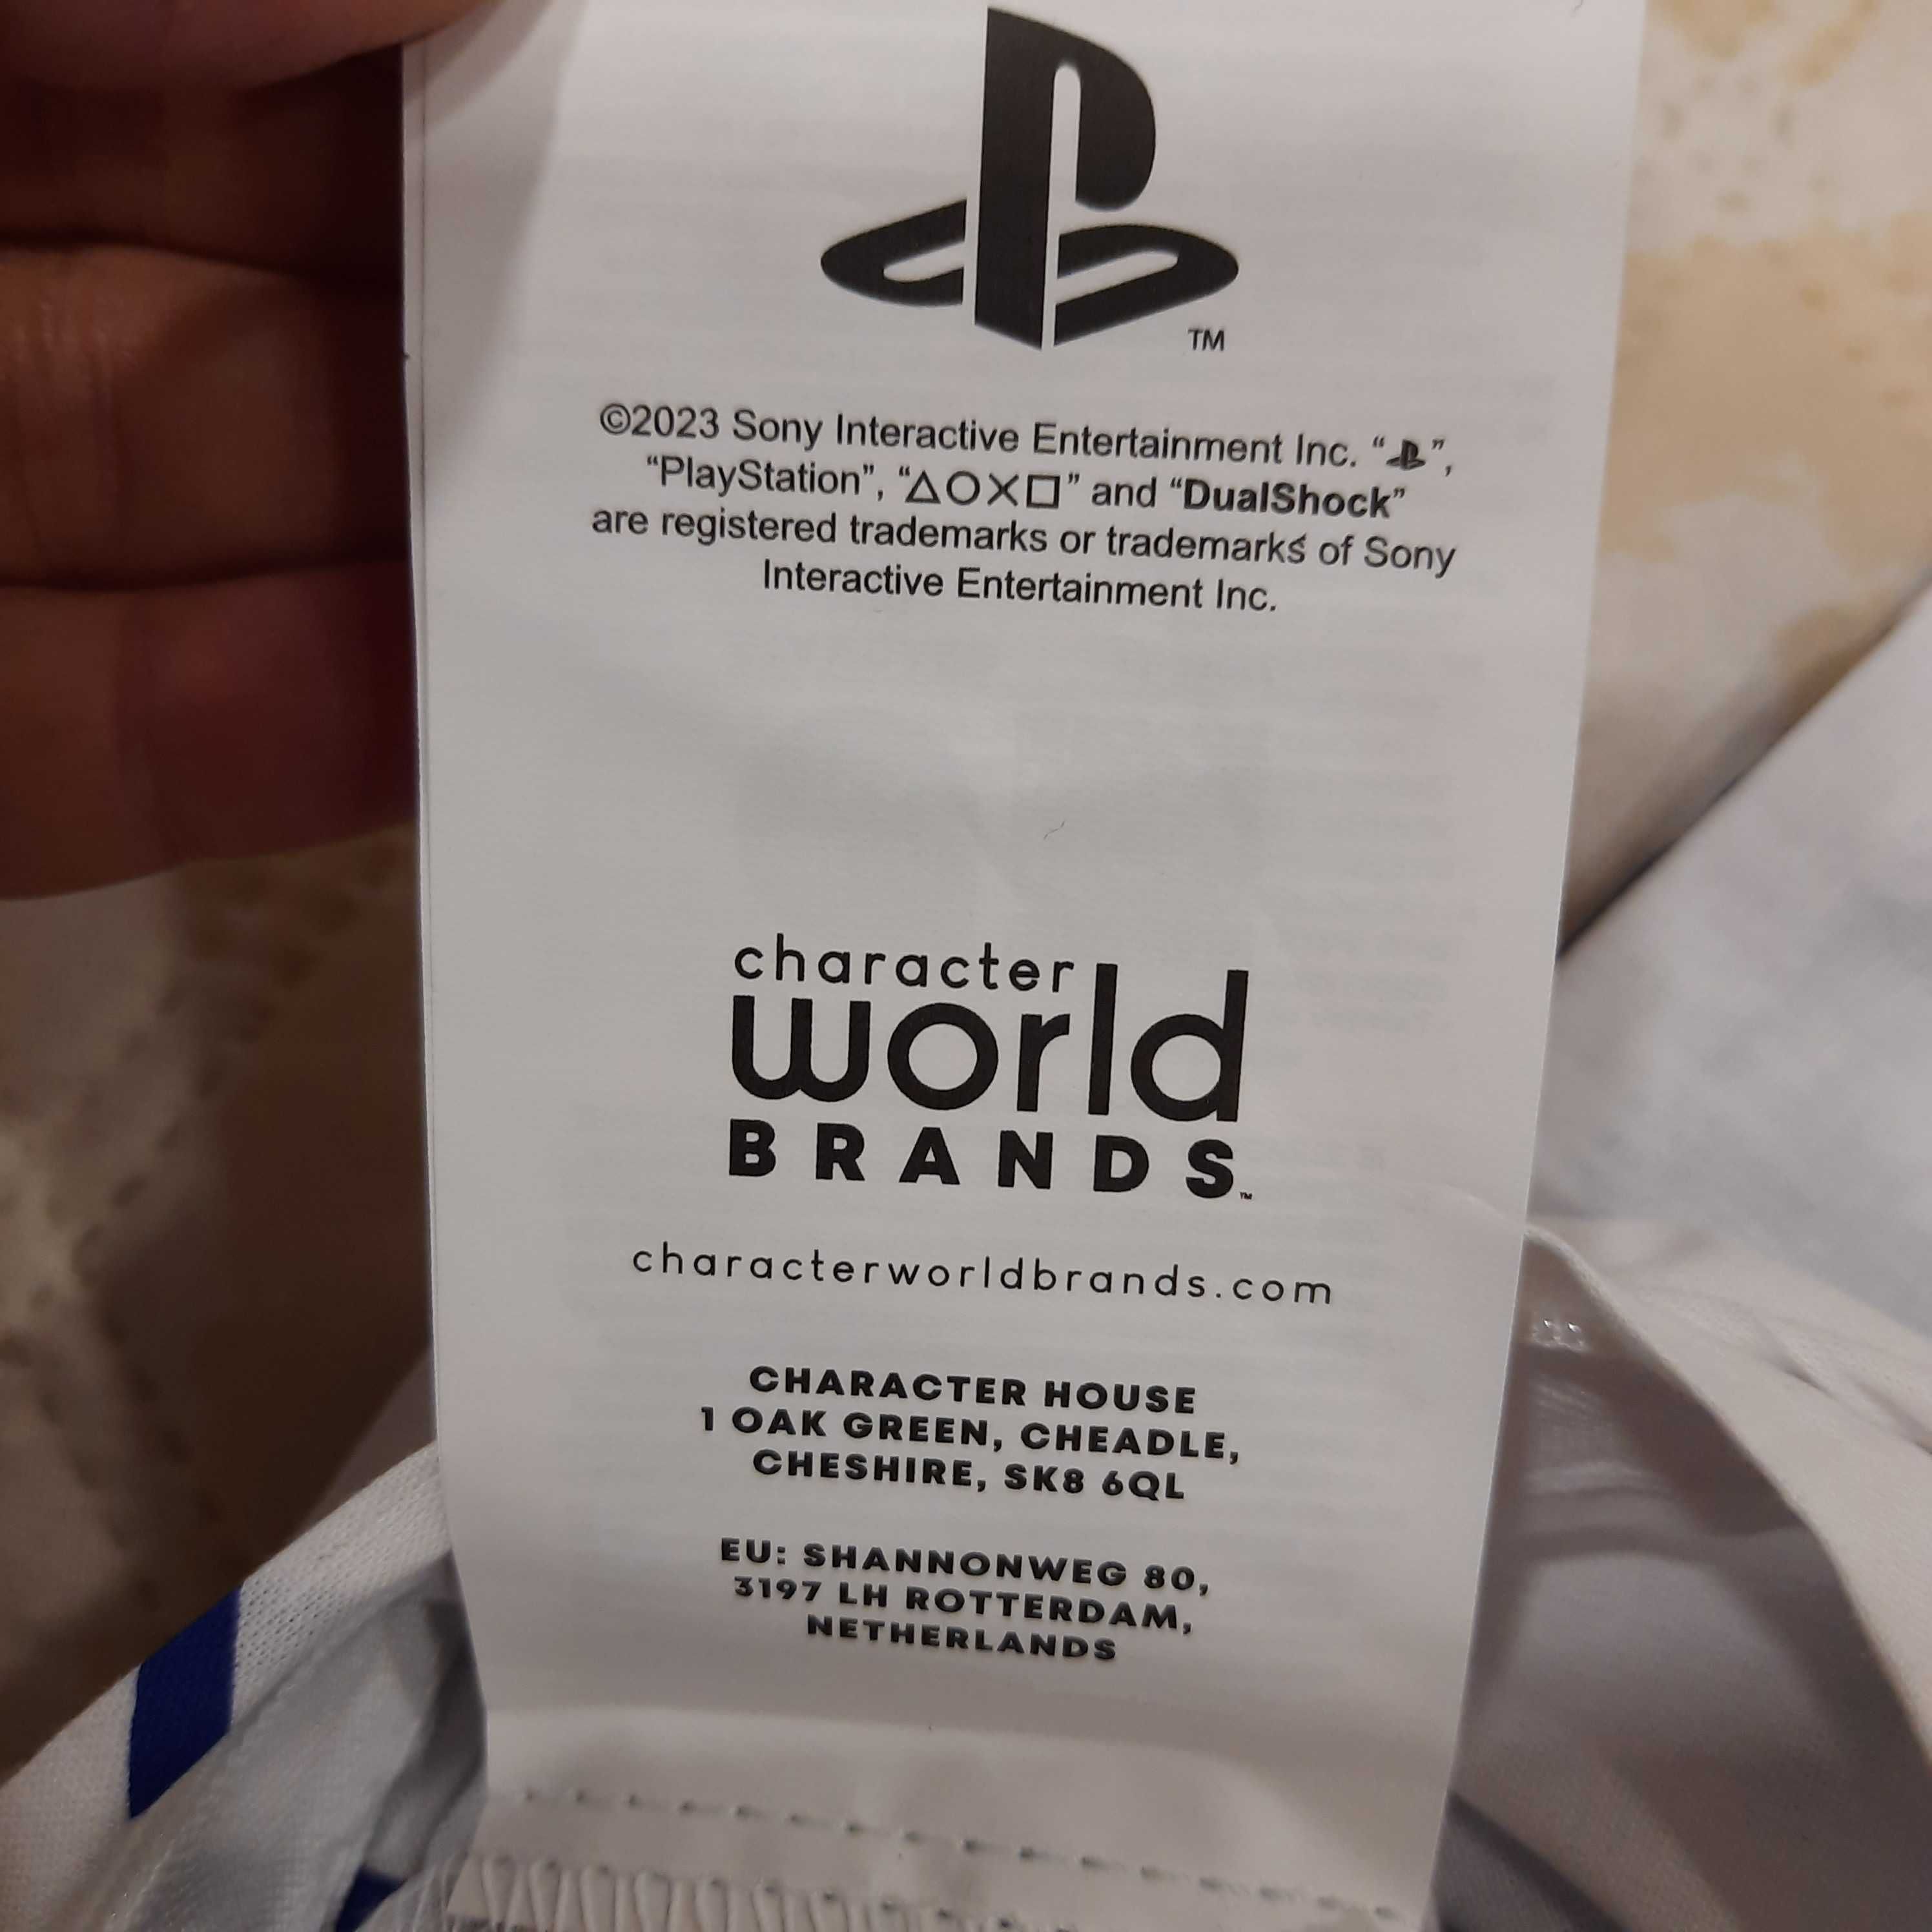 TM
©2023 Sony Interactive Entertainment Inc. “”,
“PlayStation”, “△○✕□” and “DualShock”
are registered trademarks or trademarks of Sony
Interactive Entertainment Inc.
character
world
BRANDS™
characterworldbrands.com
CHARACTER HOUSE
1 OAK GREEN, CHEADLE,
CHESHIRE, SK8 6QL
EU: SHANNONWEG 80,
3197 LH ROTTERDAM,
NETHERLANDS